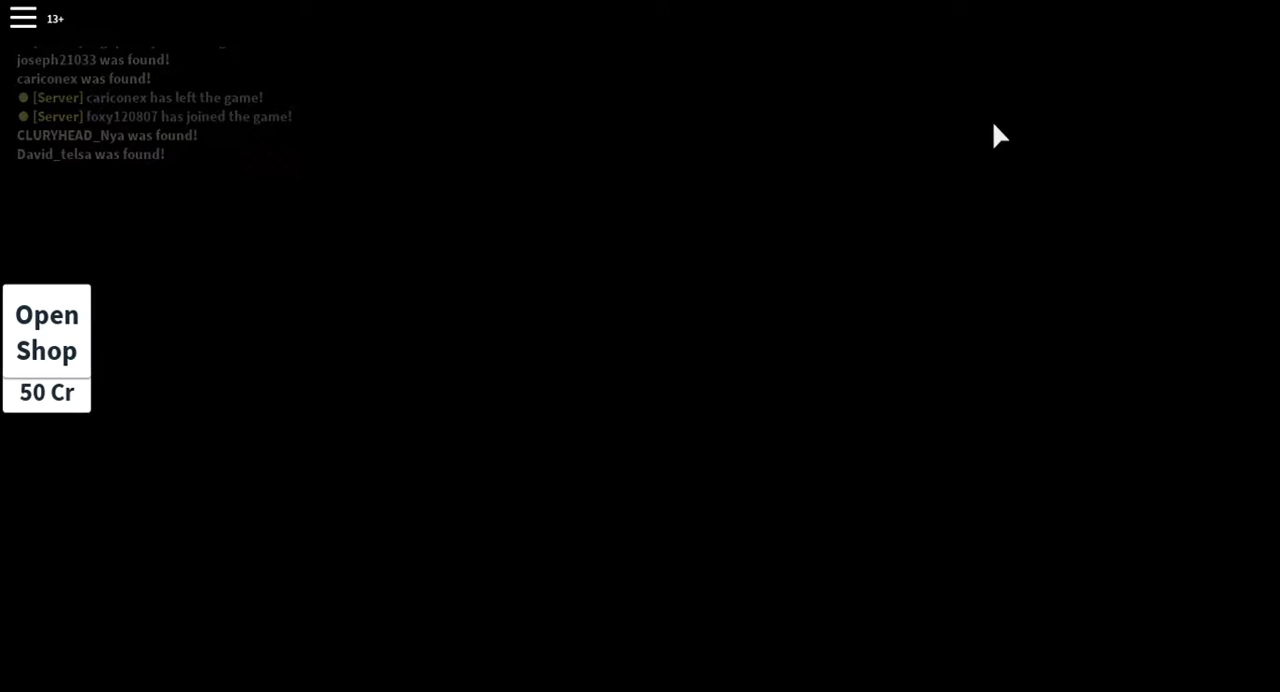 13+
joseph21033 was found!
cariconex was found!
[Server] cariconex has left the game!
[Server] foxy120807 has joined the game!
CLURYHEAD_Nya was found!
David_telsa was found!
Open
Shop
50 Cr